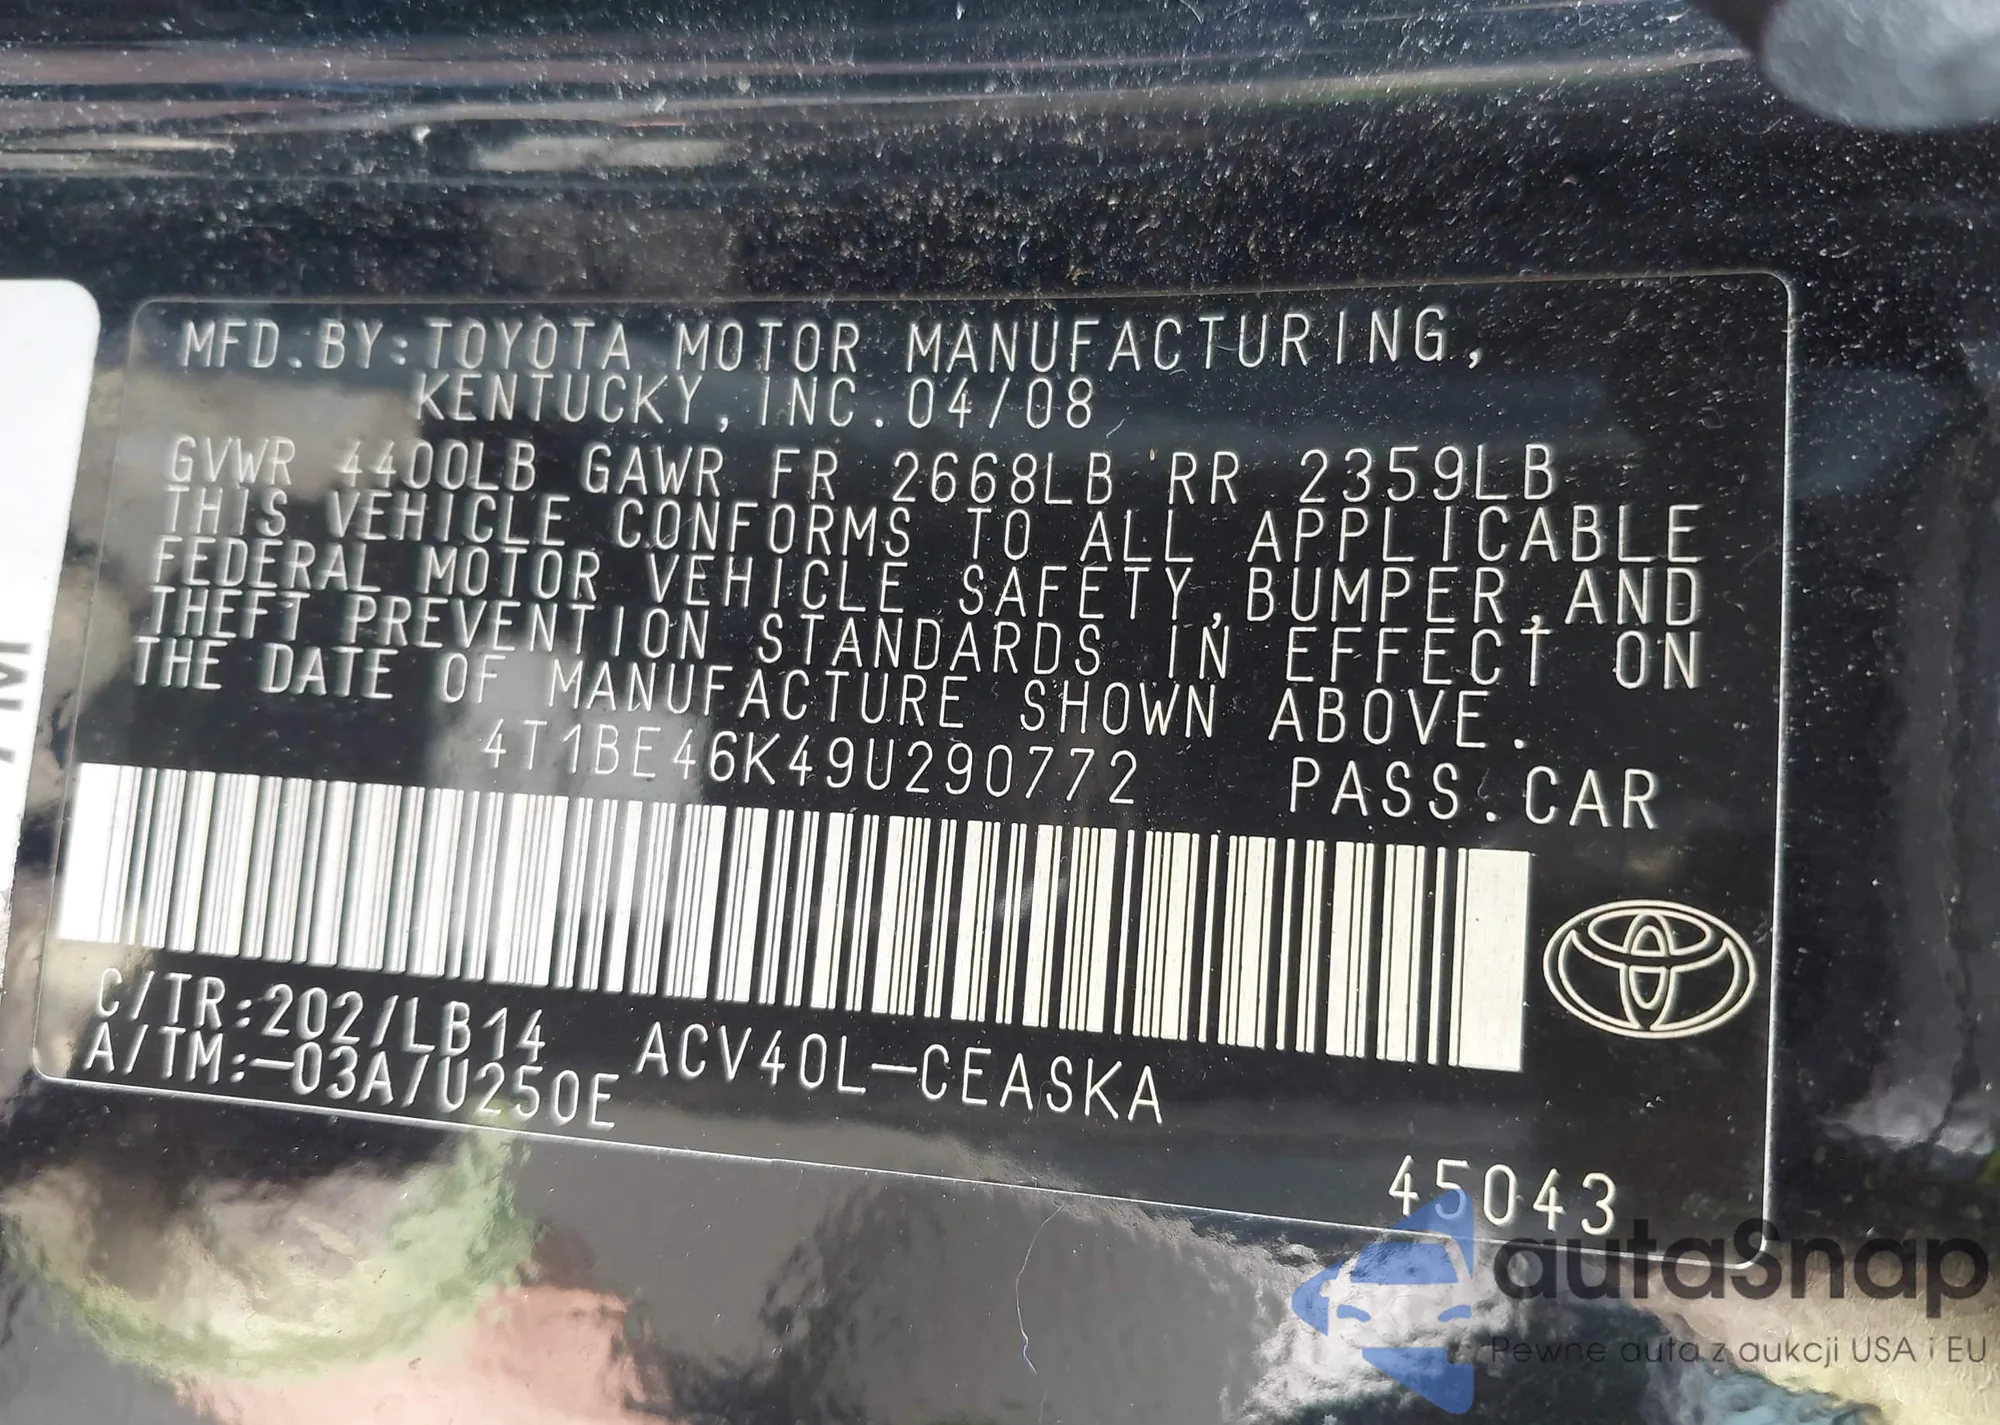 MFD.BY:TOYOTA MOTOR MANUFACTURING,
KENTUCKY,INC.04/08
GVWR 4400LB GAWR FR 2668LB RR 2359LB
THIS VEHICLE CONFORMS TO ALL APPLICABLE
FEDERAL MOTOR VEHICLE SAFETY,BUMPER,AND
THEFT PREVENTION STANDARDS IN EFFECT ON
THE DATE OF MANUFACTURE SHOWN ABOVE.
4T1BE46K49U290772 PASS.CAR
C/TR:202/LB14 ACV40L-CEASKA
A/TM:-03A/U250E
45043
autaSnap
Pewne auta z aukcji USA i EU